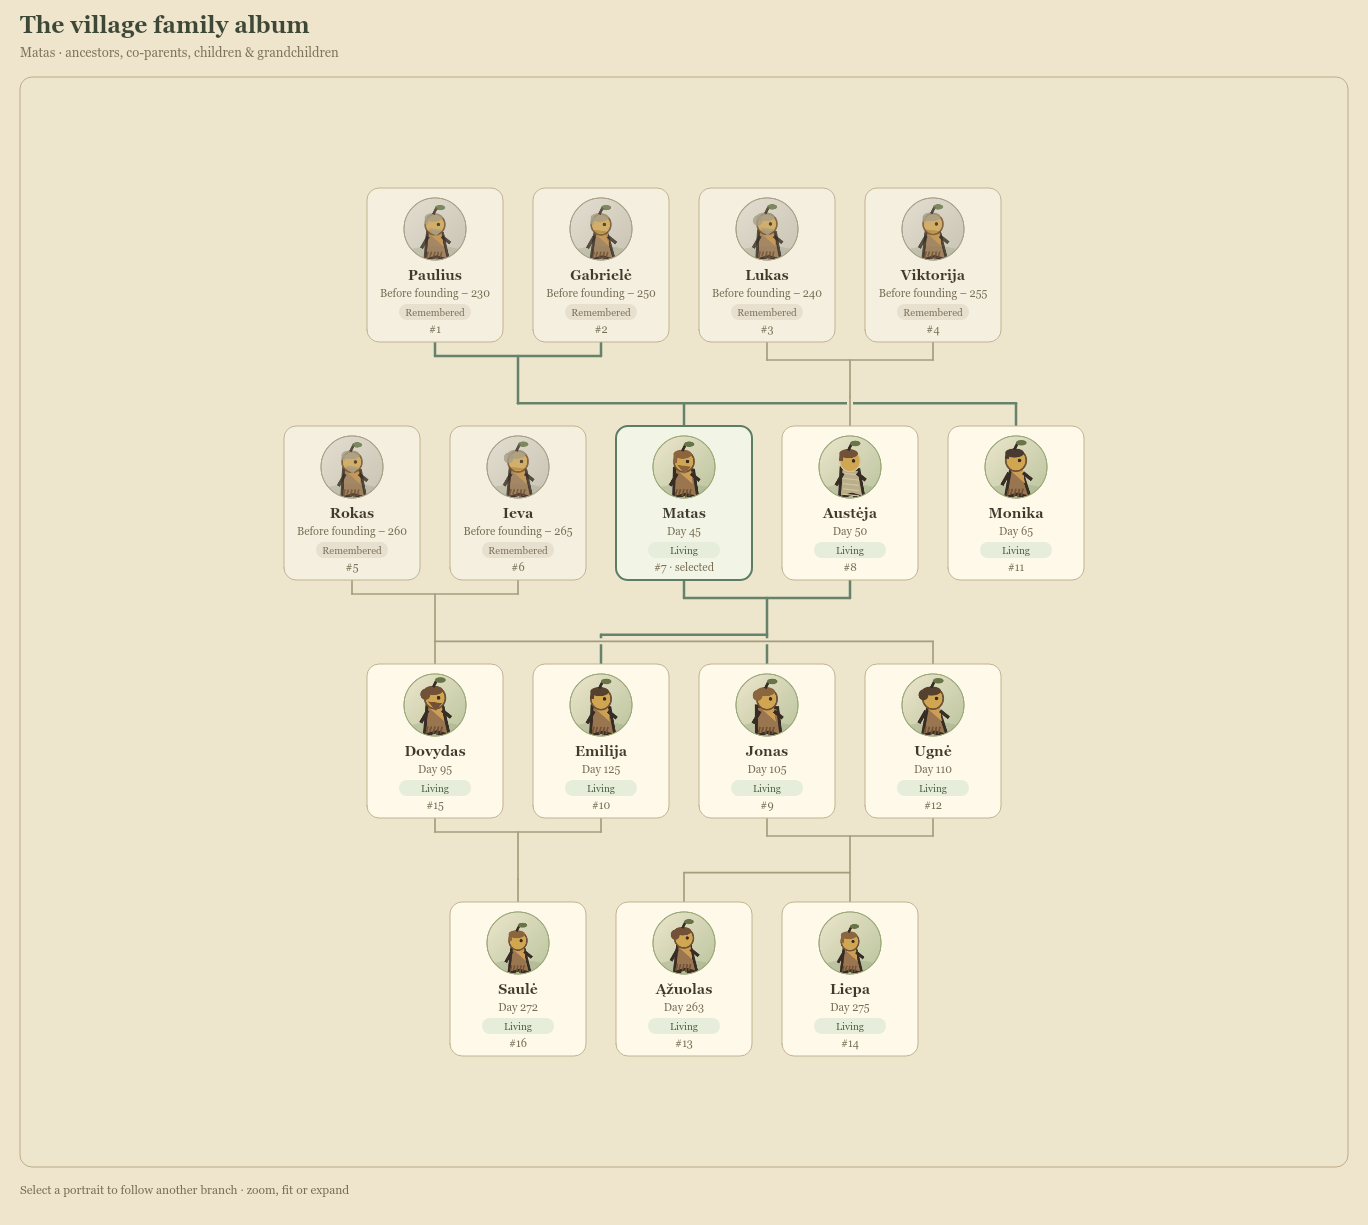 The village family album
Matas · ancestors, co-parents, children & grandchildren
Paulius
Before founding – 230
Remembered
#1
Gabrielė
Before founding – 250
Remembered
#2
Lukas
Before founding – 240
Remembered
#3
Viktorija
Before founding – 255
Remembered
#4
Rokas
Before founding – 260
Remembered
#5
Ieva
Before founding – 265
Remembered
#6
Matas
Day 45
Living
#7 · selected
Austėja
Day 50
Living
#8
Monika
Day 65
Living
#11
Dovydas
Day 95
Living
#15
Emilija
Day 125
Living
#10
Jonas
Day 105
Living
#9
Ugnė
Day 110
Living
#12
Saulė
Day 272
Living
#16
Ąžuolas
Day 263
Living
#13
Liepa
Day 275
Living
#14
Select a portrait to follow another branch · zoom, fit or expand